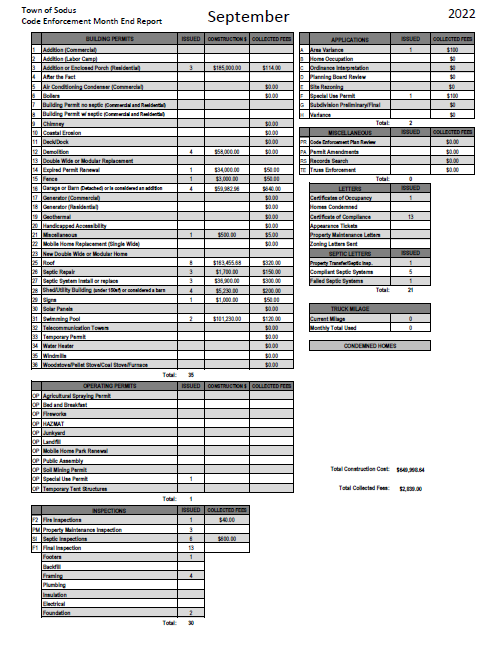 Town of Sodus
Code Enforcement Month End Report
September
2022
BUILDING PERMITS ISSUED CONSTRUCTION $ COLLECTED FEES
1 Addition (Commercial)
2 Addition (Labor Camp)
3 Addition or Enclosed Porch (Residential) 3 $185,000.00 $114.00
4 After the Fact
5 Air Conditioning Condenser (Commercial) $0.00
6 Boilers $0.00
7 Building Permit no septic (Commercial and Residential)
8 Building Permit w/ septic (Commercial and Residential)
9 Chimney $0.00
10 Coastal Erosion $0.00
11 Deck/Dock $0.00
12 Demolition 4 $58,000.00 $0.00
13 Double Wide or Modular Replacement
14 Expired Permit Renewal 1 $34,000.00 $50.00
15 Fence 1 $3,000.00 $50.00
16 Garage or Barn (Detached) or is considered an addition 4 $59,982.98 $640.00
17 Generator (Commercial) $0.00
18 Generator (Residential) $0.00
19 Geothermal $0.00
20 Handicapped Accessibility $0.00
21 Miscellaneous 1 $500.00 $5.00
22 Mobile Home Replacement (Single Wide) $0.00
23 New Double Wide or Modular Home
25 Roof 8 $163,455.68 $320.00
26 Septic Repair 3 $1,700.00 $150.00
27 Septic System Install or replace 3 $36,900.00 $300.00
28 Shed/Utility Building (under 150sf) or considered a barn 4 $5,230.00 $200.00
29 Signs 1 $1,000.00 $50.00
30 Solar Panels $0.00
31 Swimming Pool 2 $101,230.00 $120.00
32 Telecommunication Towers $0.00
33 Temporary Permit $0.00
34 Water Heater $0.00
35 Windmills $0.00
36 Woodstove/Pellet Stove/Coal Stove/Furnace $0.00
Total: 35
OPERATING PERMITS ISSUED CONSTRUCTION $ COLLECTED FEES
OP Agricultural Spraying Permit
OP Bed and Breakfast
OP Fireworks
OP HAZMAT
OP Junkyard
OP Landfill
OP Mobile Home Park Renewal
OP Public Assembly
OP Soil Mining Permit
OP Special Use Permit 1
OP Temporary Tent Structures
Total: 1
INSPECTIONS ISSUED COLLECTED FEES
F2 Fire Inspections 1 $40.00
PM Property Maintenance Inspection 3
SI Septic Inspections 6 $600.00
F1 Final Inspection 13
Footers 1
Backfill
Framing 4
Plumbing
Insulation
Electrical
Foundation 2
Total: 30
APPLICATIONS ISSUED COLLECTED FEES
A Area Variance 1 $100
B Home Occupation $0
C Ordinance Interpretation $0
D Planning Board Review $0
E Site Rezoning $0
F Special Use Permit 1 $100
G Subdivision Preliminary/Final $0
H Variance $0
Total: 2
MISCELLANEOUS ISSUED COLLECTED FEES
PR Code Enforcement Plan Review $0.00
PA Permit Amendments $0.00
RS Records Search $0.00
TE Truss Enforcement $0.00
Total: 0
LETTERS ISSUED
Certificates of Occupancy 1
Homes Condemned
Certificate of Compliance 13
Appearance Tickets
Property Maintenance Letters
Zoning Letters Sent
SEPTIC LETTERS ISSUED
Property Transfer/Septic Insp. 1
Compliant Septic Systems 5
Failed Septic Systems 1
Total: 21
TRUCK MILAGE
Current Milage 0
Monthly Total Used 0
CONDEMNED HOMES
Total Construction Cost: $649,998.64
Total Collected Fees: $2,839.00